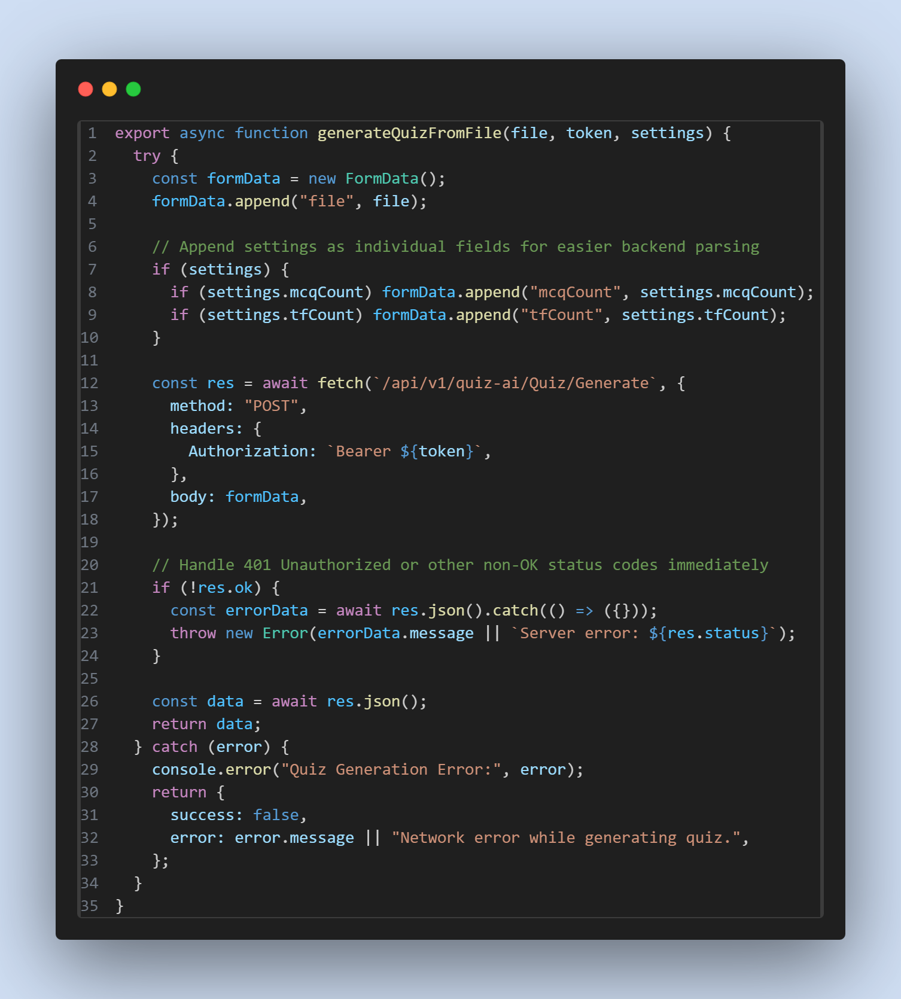 1 export async function generateQuizFromFile(file, token, settings) {
2   try {
3     const formData = new FormData();
4     formData.append("file", file);
5
6     // Append settings as individual fields for easier backend parsing
7     if (settings) {
8       if (settings.mcqCount) formData.append("mcqCount", settings.mcqCount);
9       if (settings.tfCount) formData.append("tfCount", settings.tfCount);
10     }
11
12     const res = await fetch(`/api/v1/quiz-ai/Quiz/Generate`, {
13       method: "POST",
14       headers: {
15         Authorization: `Bearer ${token}`,
16       },
17       body: formData,
18     });
19
20     // Handle 401 Unauthorized or other non-OK status codes immediately
21     if (!res.ok) {
22       const errorData = await res.json().catch(() => ({}));
23       throw new Error(errorData.message || `Server error: ${res.status}`);
24     }
25
26     const data = await res.json();
27     return data;
28   } catch (error) {
29     console.error("Quiz Generation Error:", error);
30     return {
31       success: false,
32       error: error.message || "Network error while generating quiz.",
33     };
34   }
35 }